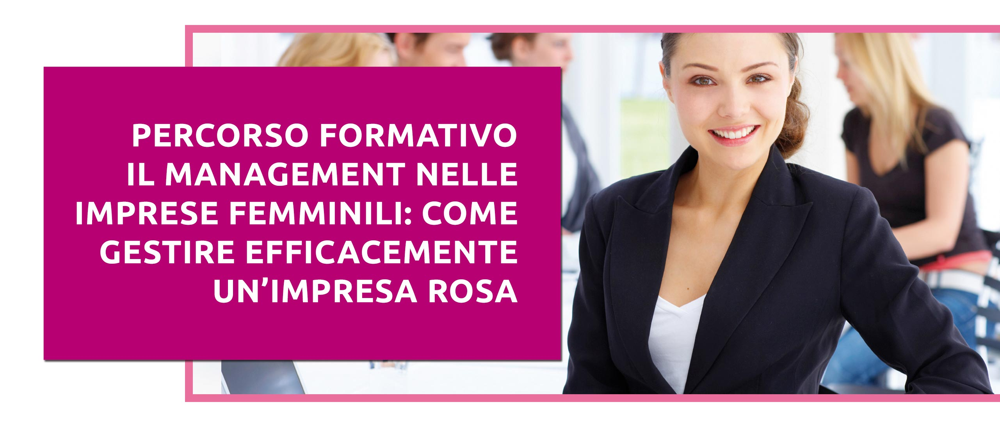 PERCORSO FORMATIVO
IL MANAGEMENT NELLE
IMPRESE FEMMINILI: COME
GESTIRE EFFICACEMENTE
UN’IMPRESA ROSA